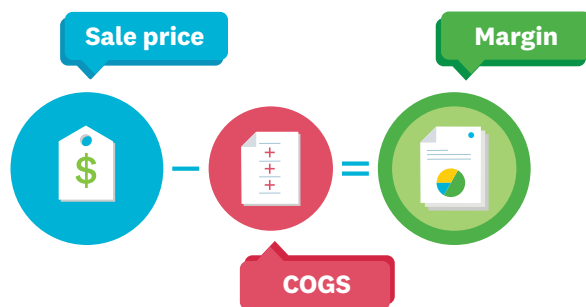 Sale price
Margin
$
−
+
+
+
=
COGS